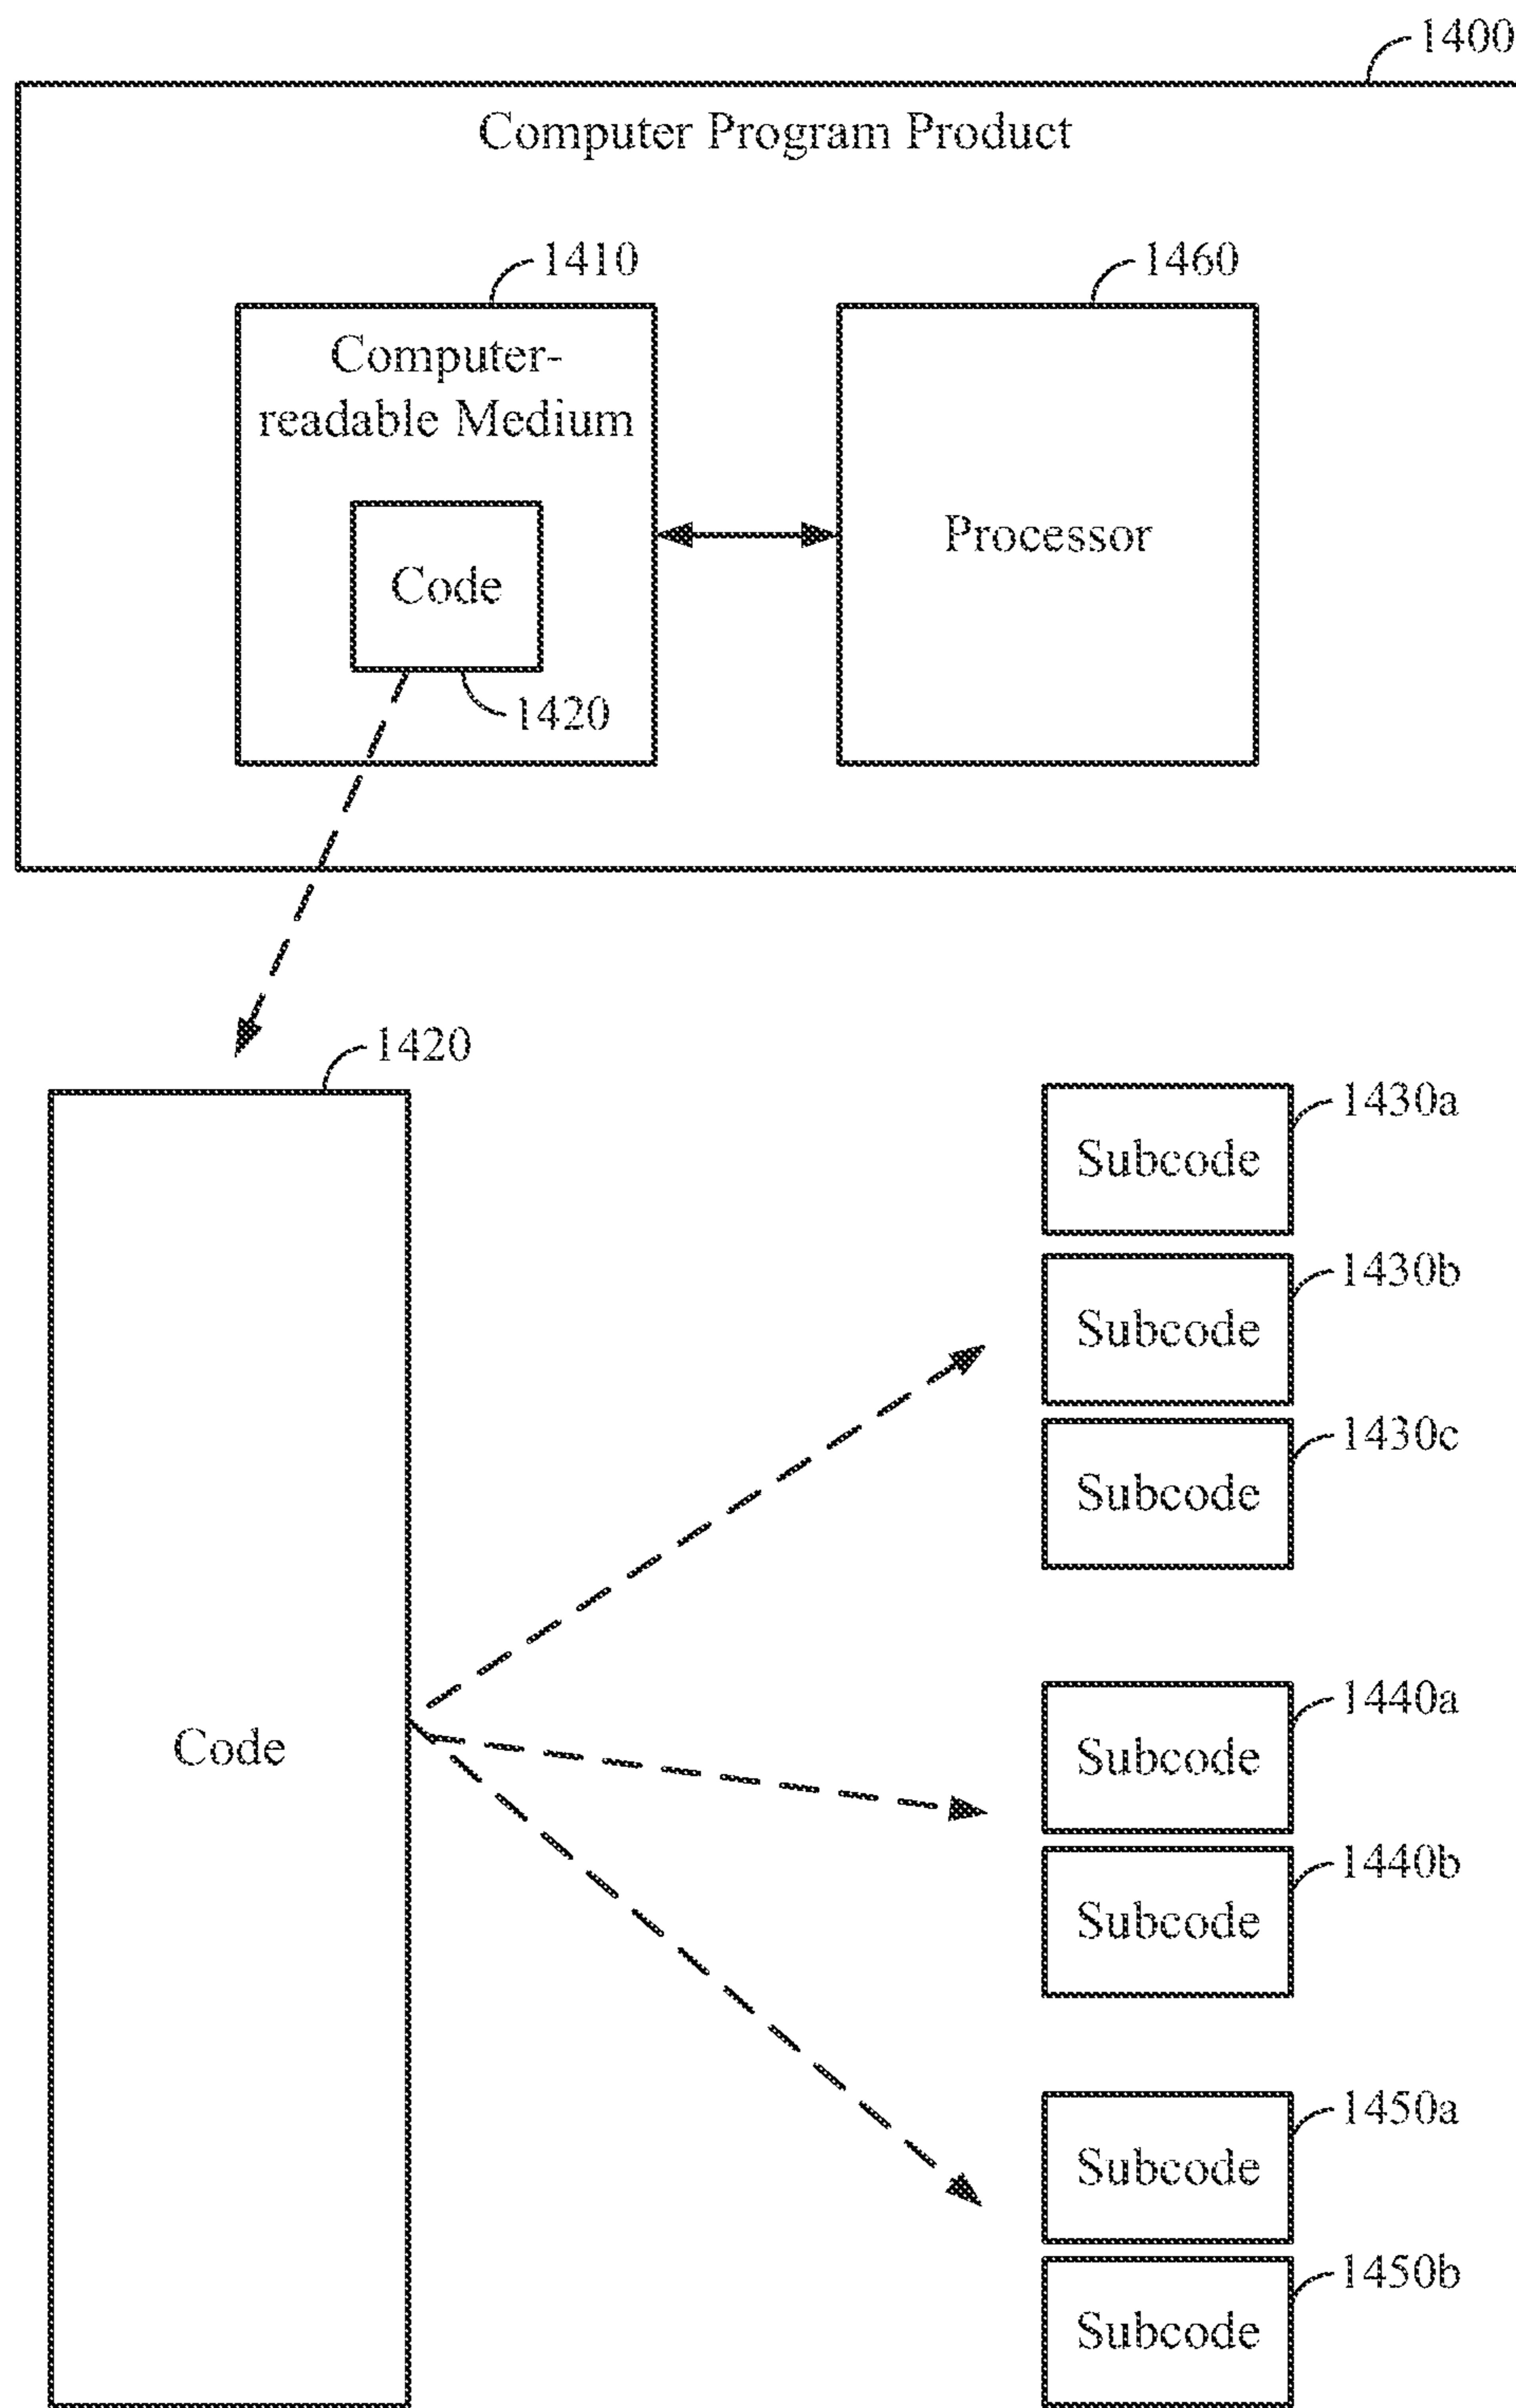 1400
Computer Program Product
1410
1460
Computer-
readable Medium
Processor
Code
1420
1420
1430a
Subcode
1430b
Subcode
1430c
Subcode
1440a
Code
Subcode
1440b
Subcode
1450a
Subcode
1450b
Subcode